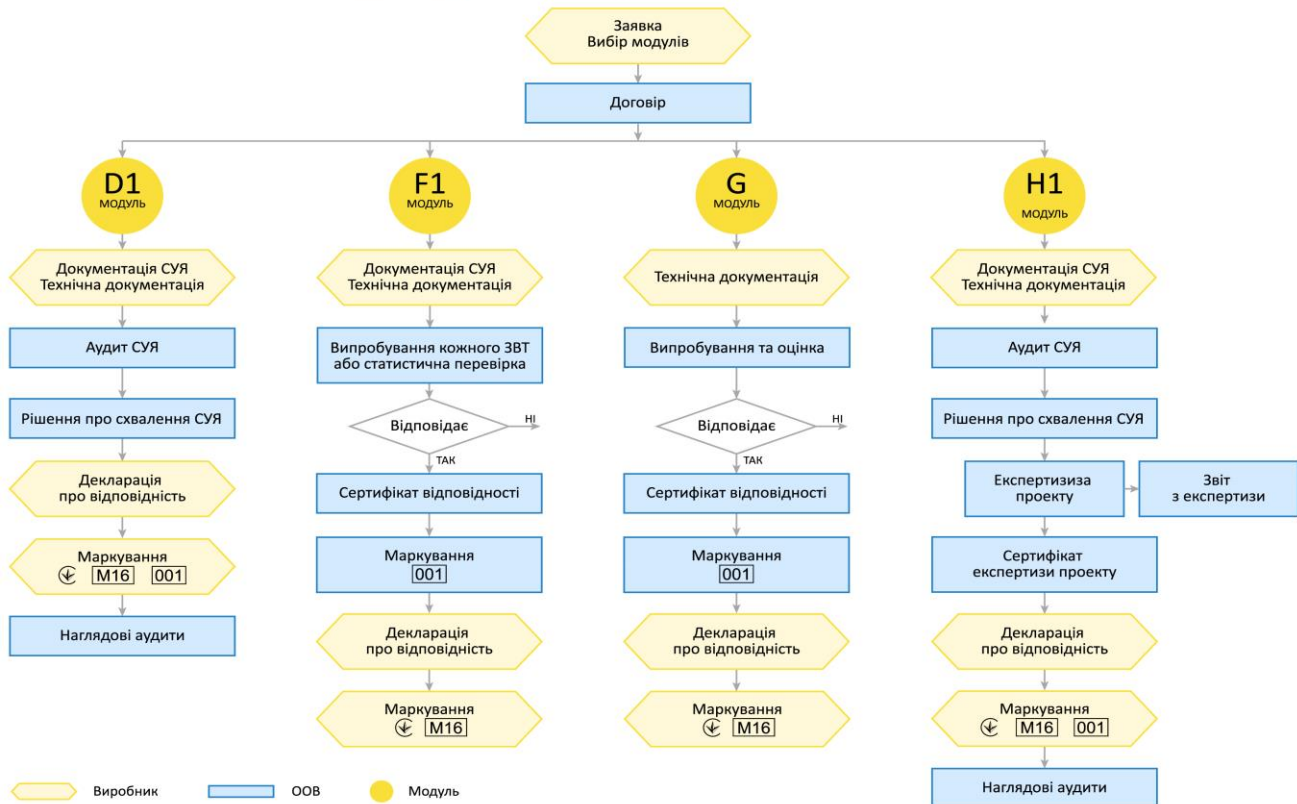 Заявка
Вибір модулів
Договір
D1
модуль
F1
модуль
G
модуль
H1
модуль
Документація СУЯ
Технічна документація
Документація СУЯ
Технічна документація
Технічна документація
Документація СУЯ
Технічна документація
Аудит СУЯ
Випробування кожного ЗВТ
або статистична перевірка
Випробування та оцінка
Аудит СУЯ
Рішення про схвалення СУЯ
Відповідає
НІ
ТАК
Відповідає
НІ
ТАК
Рішення про схвалення СУЯ
Декларація
про відповідність
Сертифікат відповідності
Сертифікат відповідності
Експертизиза
проекту
Звіт
з експертизи
Маркування
М16 001
Маркування
001
Маркування
001
Сертифікат
експертизи проекту
Наглядові аудити
Декларація
про відповідність
Декларація
про відповідність
Декларація
про відповідність
Маркування
М16
Маркування
М16
Маркування
М16 001
Наглядові аудити
Виробник
ООВ
Модуль